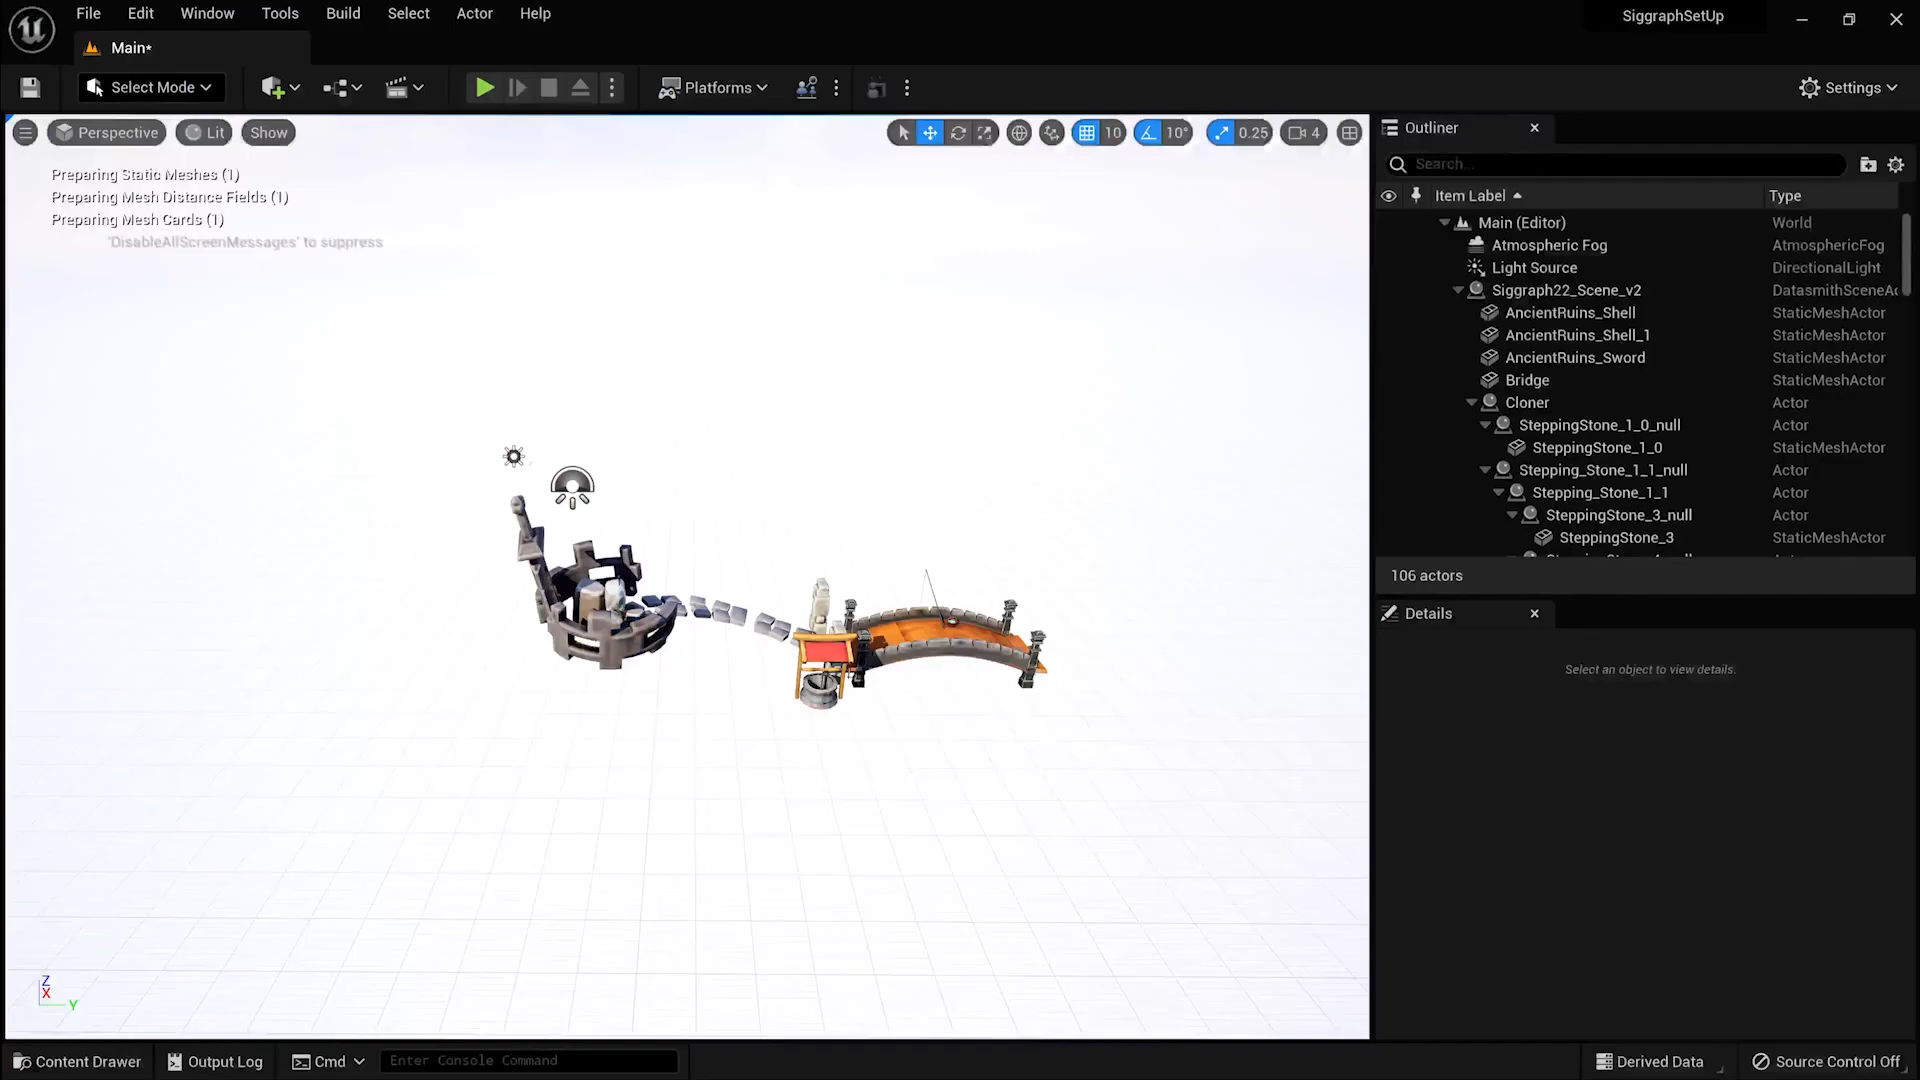 File Edit Window Tools Build Select Actor Help
SiggraphSetUp
Main*
Select Mode
Platforms
Settings
Perspective Lit Show
10 10° 0.25 4
Preparing Static Meshes (1)
Preparing Mesh Distance Fields (1)
Preparing Mesh Cards (1)
'DisableAllScreenMessages' to suppress
Z
X
Y
Outliner
Search...
Item Label Type
Main (Editor) World
Atmospheric Fog AtmosphericFog
Light Source DirectionalLight
Siggraph22_Scene_v2 DatasmithSceneAc
AncientRuins_Shell StaticMeshActor
AncientRuins_Shell_1 StaticMeshActor
AncientRuins_Sword StaticMeshActor
Bridge StaticMeshActor
Cloner Actor
SteppingStone_1_0_null Actor
SteppingStone_1_0 StaticMeshActor
Stepping_Stone_1_1_null Actor
Stepping_Stone_1_1 Actor
SteppingStone_3_null Actor
SteppingStone_3 StaticMeshActor
106 actors
Details
Select an object to view details.
Content Drawer Output Log Cmd Enter Console Command
Derived Data Source Control Off